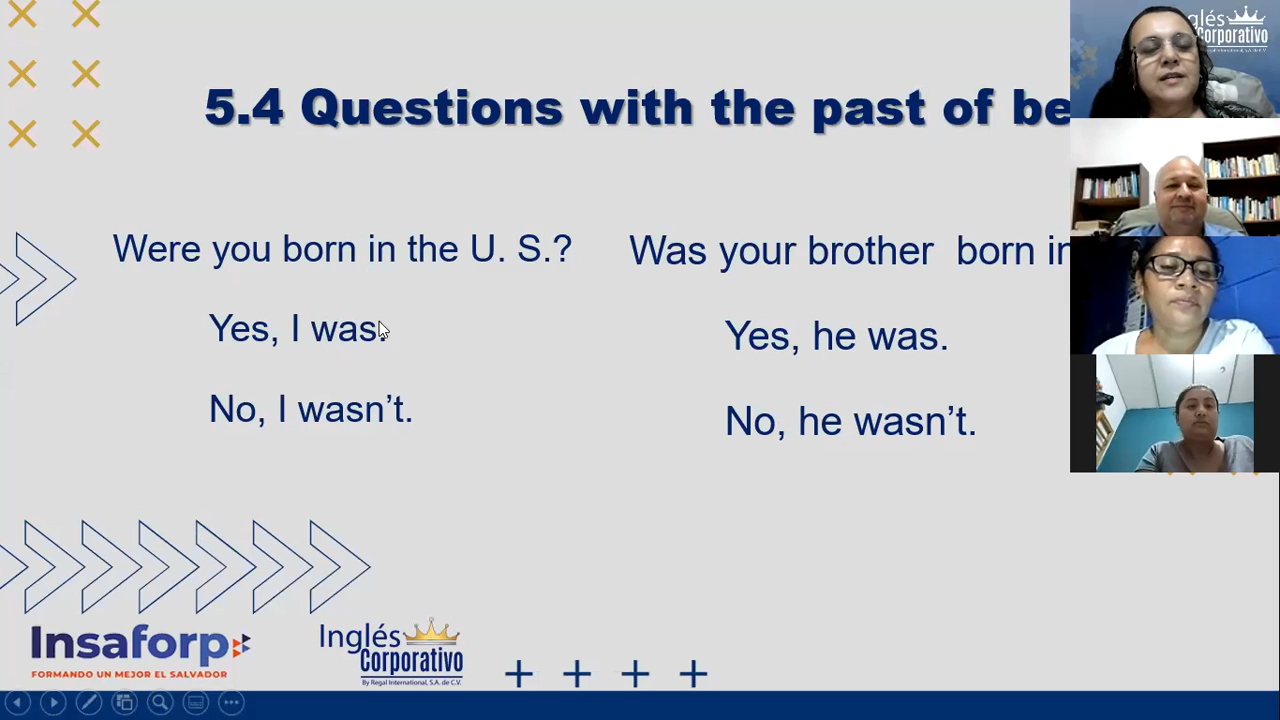 5.4 Questions with the past of be
Were you born in the U. S.?
Yes, I was.
No, I wasn't.
Was your brother  born in
Yes, he was.
No, he wasn’t.
Insaforp
FORMANDO UN MEJOR EL SALVADOR
Inglés
Corporativo
By Regal International, S.A. de C.V.
glés
Corporativo